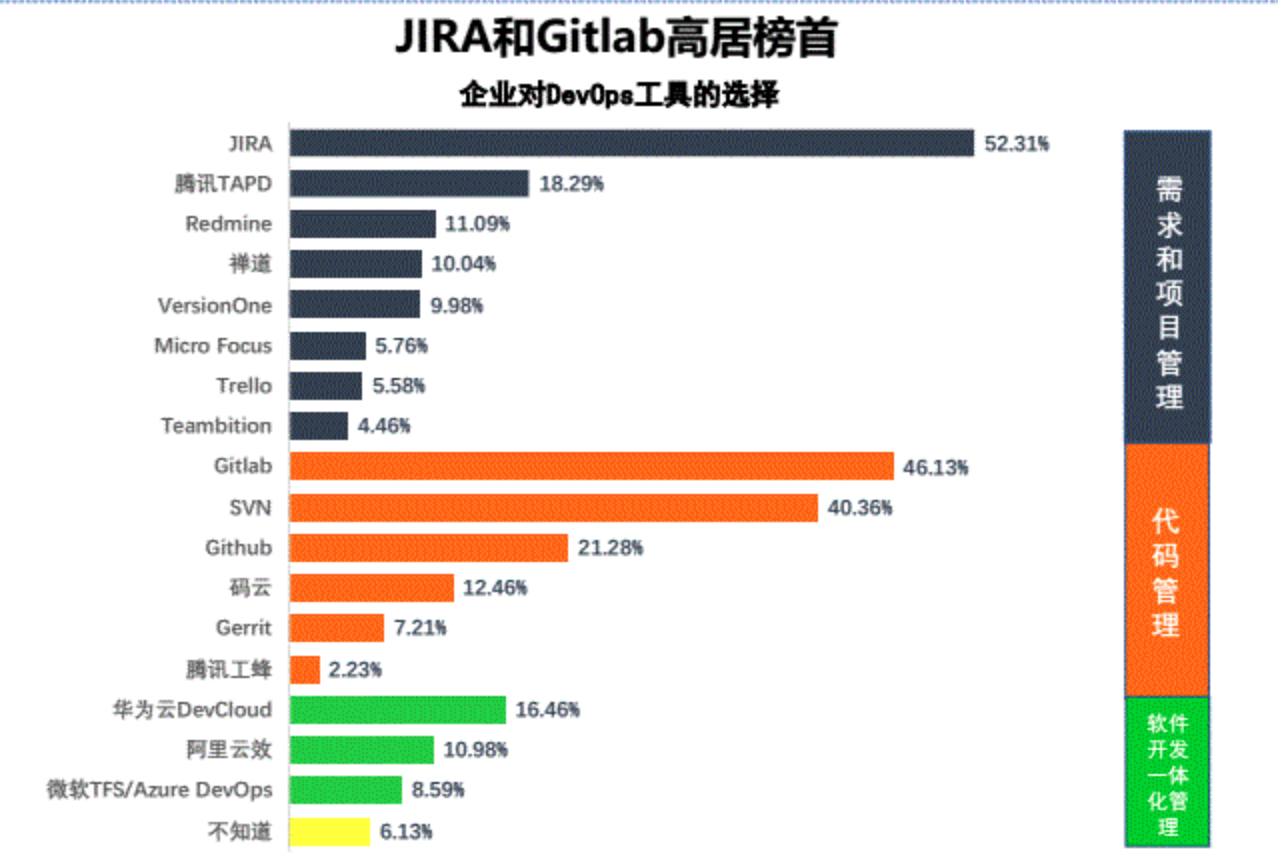 JIRA和Gitlab高居榜首
企业对DevOps工具的选择
JIRA 52.31%
腾讯TAPD 18.29%
Redmine 11.09%
禅道 10.04%
VersionOne 9.98%
Micro Focus 5.76%
Trello 5.58%
Teambition 4.46%
Gitlab 46.13%
SVN 40.36%
Github 21.28%
码云 12.46%
Gerrit 7.21%
腾讯工蜂 2.23%
华为云DevCloud 16.46%
阿里云效 10.98%
微软TFS/Azure DevOps 8.59%
不知道 6.13%
需求和项目管理
代码管理
软件
开发
一体
化管
理